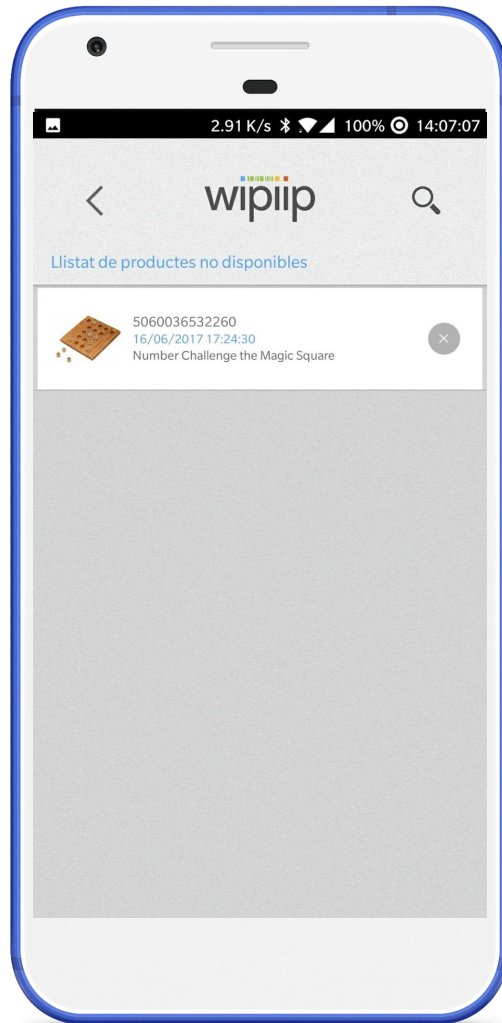 2.91 K/s 100% 14:07:07
wipiip
Llistat de productes no disponibles
5060036532260
16/06/2017 17:24:30
Number Challenge the Magic Square